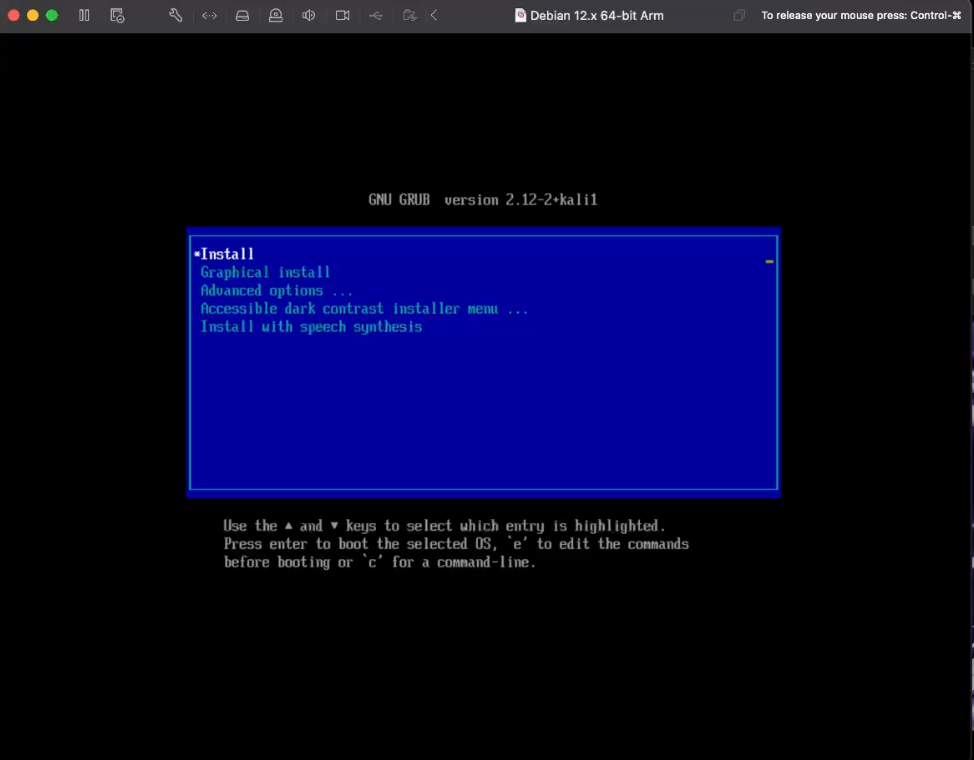 Debian 12.x 64-bit Arm
To release your mouse press: Control-⌘
GNU GRUB version 2.12-2+kali1
*Install
Graphical install
Advanced options ...
Accessible dark contrast installer menu ...
Install with speech synthesis
Use the ▲ and ▼ keys to select which entry is highlighted.
Press enter to boot the selected OS, `e' to edit the commands
before booting or `c' for a command-line.